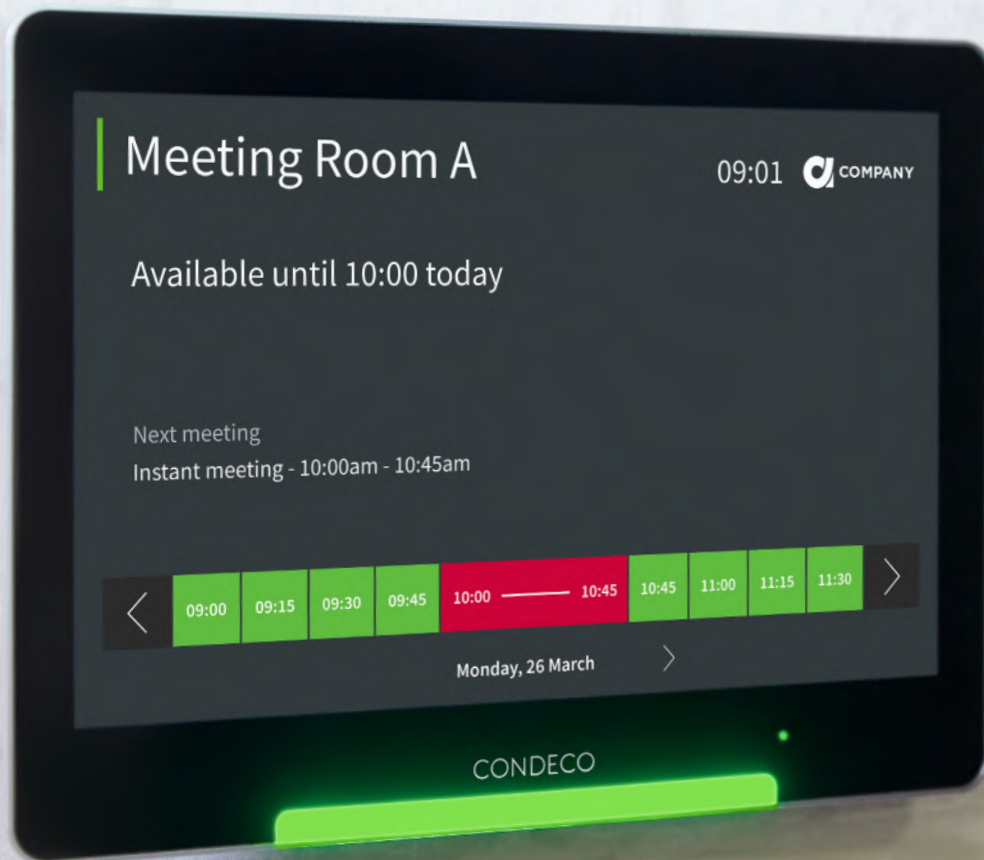 Meeting Room A
09:01 COMPANY
Available until 10:00 today
Next meeting
Instant meeting - 10:00am - 10:45am
09:00 09:15 09:30 09:45 10:00 10:45 10:45 11:00 11:15 11:30
Monday, 26 March
CONDECO